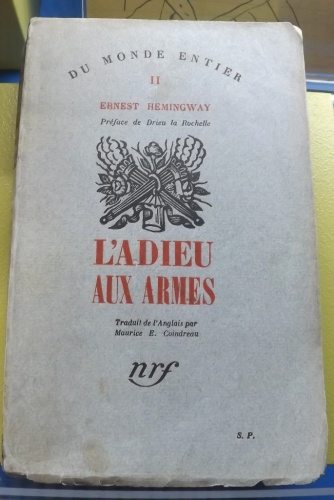 DU MONDE ENTIER
II
ERNEST HEMINGWAY
Préface de Drieu la Rochelle
L'ADIEU
AUX ARMES
Traduit de l'Anglais par
Maurice E. Coindreau
nrf
S. P.